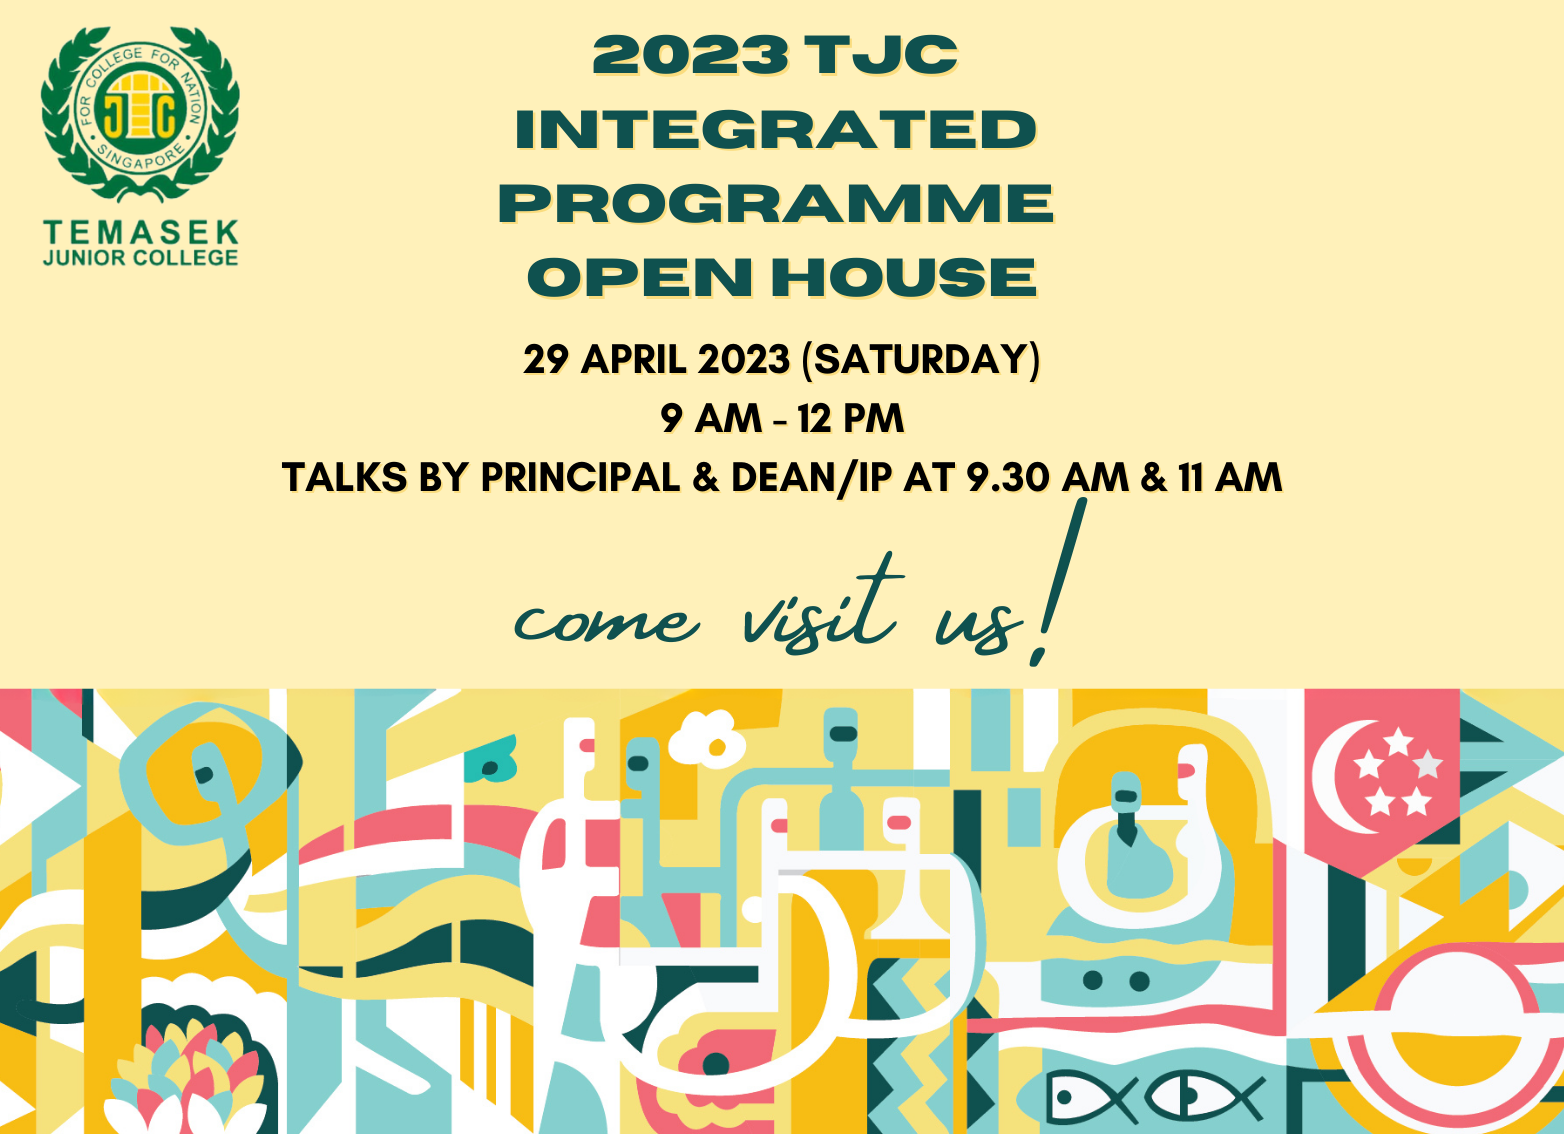 FOR COLLEGE FOR NATION
JTC
• SINGAPORE •
TEMASEK
JUNIOR COLLEGE
2023 TJC
INTEGRATED
PROGRAMME
OPEN HOUSE
29 APRIL 2023 (SATURDAY)
9 AM - 12 PM
TALKS BY PRINCIPAL & DEAN/IP AT 9.30 AM & 11 AM
come visit us!